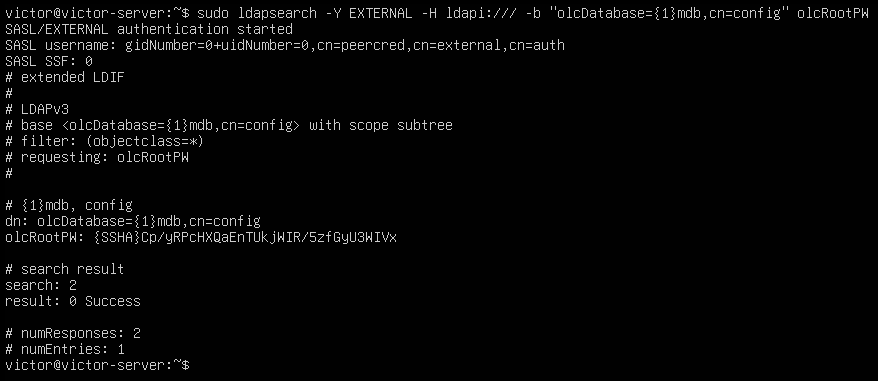 victor@victor-server:~$ sudo ldapsearch -Y EXTERNAL -H ldapi:/// -b "olcDatabase={1}mdb,cn=config" olcRootPW
SASL/EXTERNAL authentication started
SASL username: gidNumber=0+uidNumber=0,cn=peercred,cn=external,cn=auth
SASL SSF: 0
# extended LDIF
#
# LDAPv3
# base <olcDatabase={1}mdb,cn=config> with scope subtree
# filter: (objectclass=*)
# requesting: olcRootPW
#

# {1}mdb, config
dn: olcDatabase={1}mdb,cn=config
olcRootPW: {SSHA}Cp/yRPcHXQaEnTUkjWIR/5zfGyU3WIVx

# search result
search: 2
result: 0 Success

# numResponses: 2
# numEntries: 1
victor@victor-server:~$